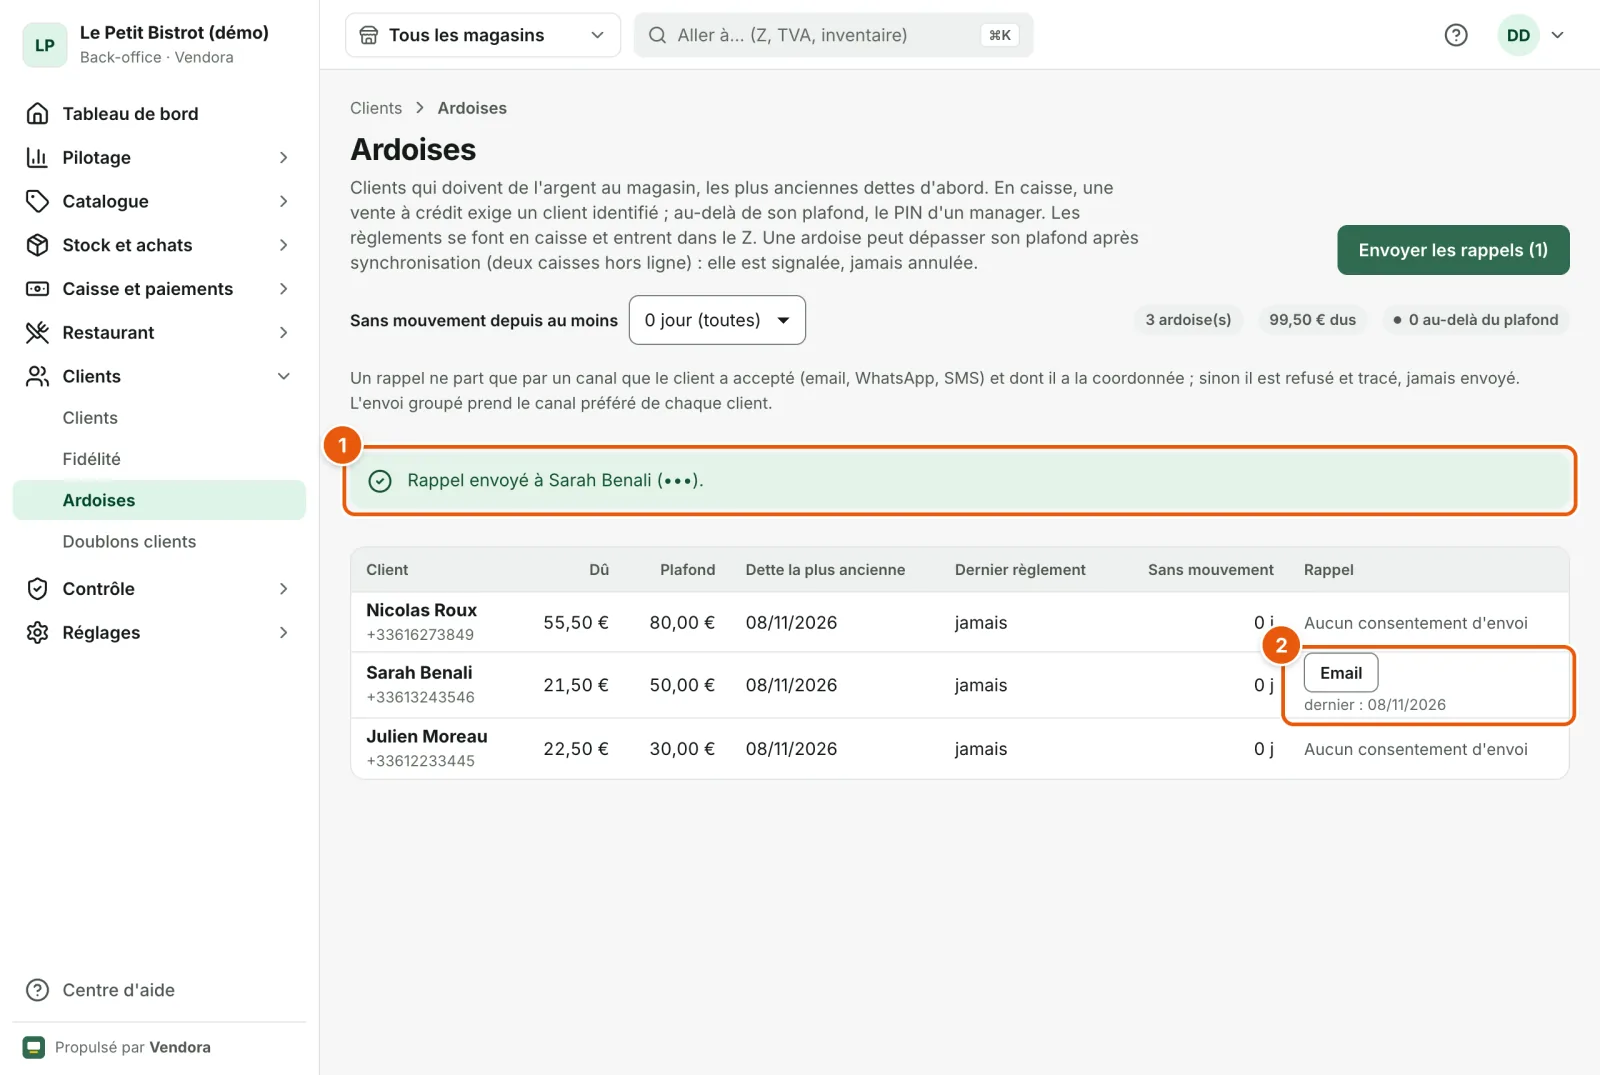 LP
Le Petit Bistrot (démo)
Back-office · Vendora
Tous les magasins
Aller à... (Z, TVA, inventaire)
⌘K
DD
Tableau de bord
Pilotage
Catalogue
Stock et achats
Caisse et paiements
Restaurant
Clients
Clients
Fidélité
Ardoises
Doublons clients
Contrôle
Réglages
Centre d'aide
Propulsé par Vendora
Clients > Ardoises
Ardoises
Clients qui doivent de l'argent au magasin, les plus anciennes dettes d'abord. En caisse, une
vente à crédit exige un client identifié ; au-delà de son plafond, le PIN d'un manager. Les
règlements se font en caisse et entrent dans le Z. Une ardoise peut dépasser son plafond après
synchronisation (deux caisses hors ligne) : elle est signalée, jamais annulée.
Envoyer les rappels (1)
Sans mouvement depuis au moins
0 jour (toutes)
3 ardoise(s)
99,50 € dus
● 0 au-delà du plafond
Un rappel ne part que par un canal que le client a accepté (email, WhatsApp, SMS) et dont il a la coordonnée ; sinon il est refusé et tracé, jamais envoyé.
L'envoi groupé prend le canal préféré de chaque client.
1
Rappel envoyé à Sarah Benali (•••).
Client Dû Plafond Dette la plus ancienne Dernier règlement Sans mouvement Rappel
Nicolas Roux
+33616273849
55,50 € 80,00 € 08/11/2026 jamais 0 j Aucun consentement d'envoi
2
Sarah Benali
+33613243546
21,50 € 50,00 € 08/11/2026 jamais 0 j
Email
dernier : 08/11/2026
Julien Moreau
+33612233445
22,50 € 30,00 € 08/11/2026 jamais 0 j Aucun consentement d'envoi